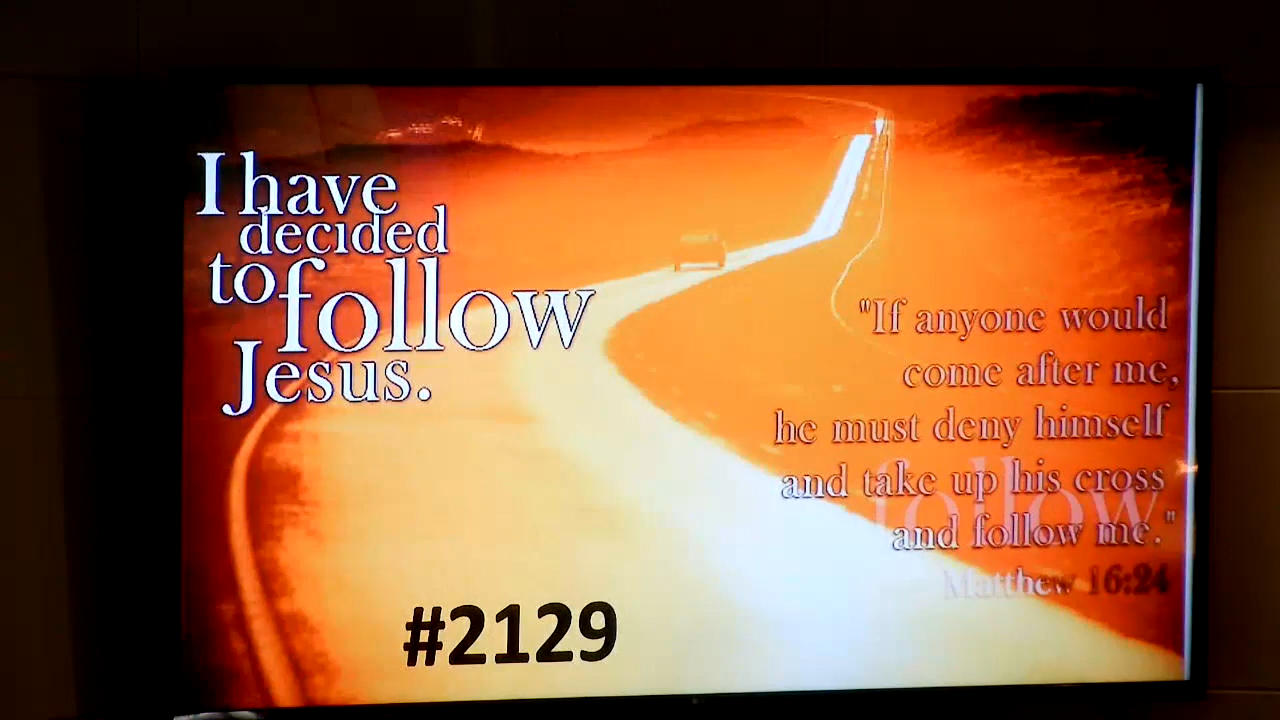 I have
decided
to follow
Jesus.
"If anyone would
come after me,
he must deny himself
and take up his cross
and follow me."
follow
Matthew 16:24
#2129